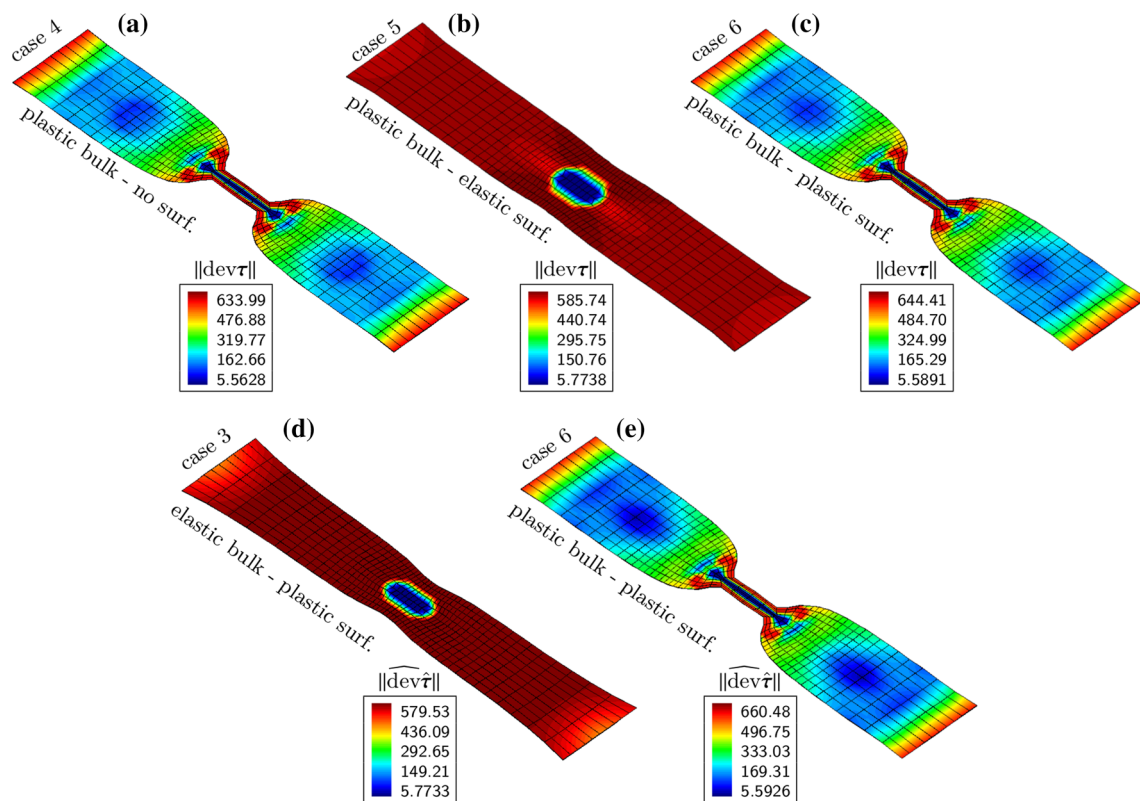 (a)
case 4
plastic bulk - no surf.
‖devτ‖
633.99
476.88
319.77
162.66
5.5628
(b)
case 5
plastic bulk - elastic surf.
‖devτ‖
585.74
440.74
295.75
150.76
5.7738
(c)
case 6
plastic bulk - plastic surf.
‖devτ‖
644.41
484.70
324.99
165.29
5.5891
(d)
case 3
elastic bulk - plastic surf.
‖\widehat{dev}\hat{τ}‖
579.53
436.09
292.65
149.21
5.7733
(e)
case 6
plastic bulk - plastic surf.
‖\widehat{dev}\hat{τ}‖
660.48
496.75
333.03
169.31
5.5926